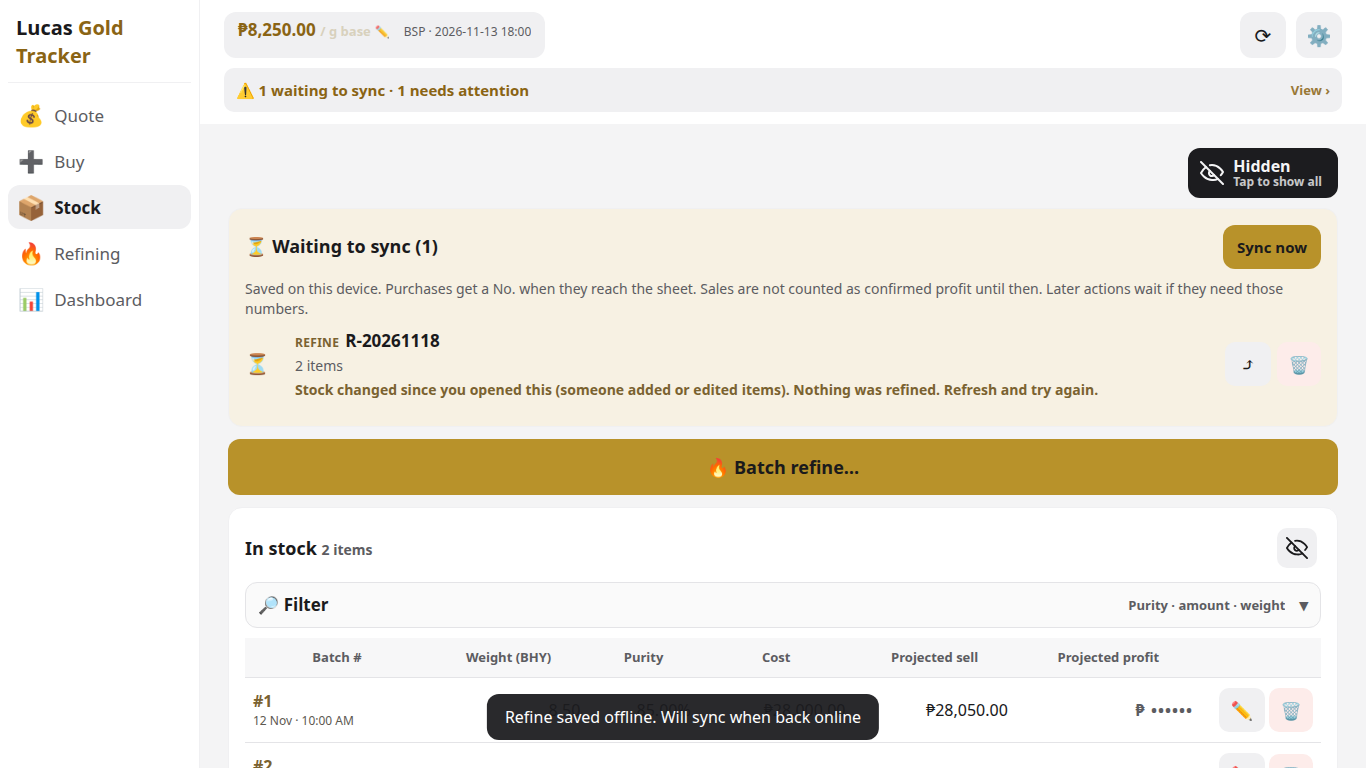 Lucas Gold
Tracker
Quote
Buy
Stock
Refining
Dashboard
₱8,250.00 / g base BSP · 2026-11-13 18:00
1 waiting to sync · 1 needs attention View ›
Hidden
Tap to show all
Waiting to sync (1) Sync now
Saved on this device. Purchases get a No. when they reach the sheet. Sales are not counted as confirmed profit until then. Later actions wait if they need those
numbers.
REFINE R-20261118
2 items
Stock changed since you opened this (someone added or edited items). Nothing was refined. Refresh and try again.
Batch refine...
In stock 2 items
Filter Purity · amount · weight ▼
Batch # Weight (BHY) Purity Cost Projected sell Projected profit
#1 ₱28,050.00 ₱ ••••••
12 Nov · 10:00 AM
Refine saved offline. Will sync when back online
#2